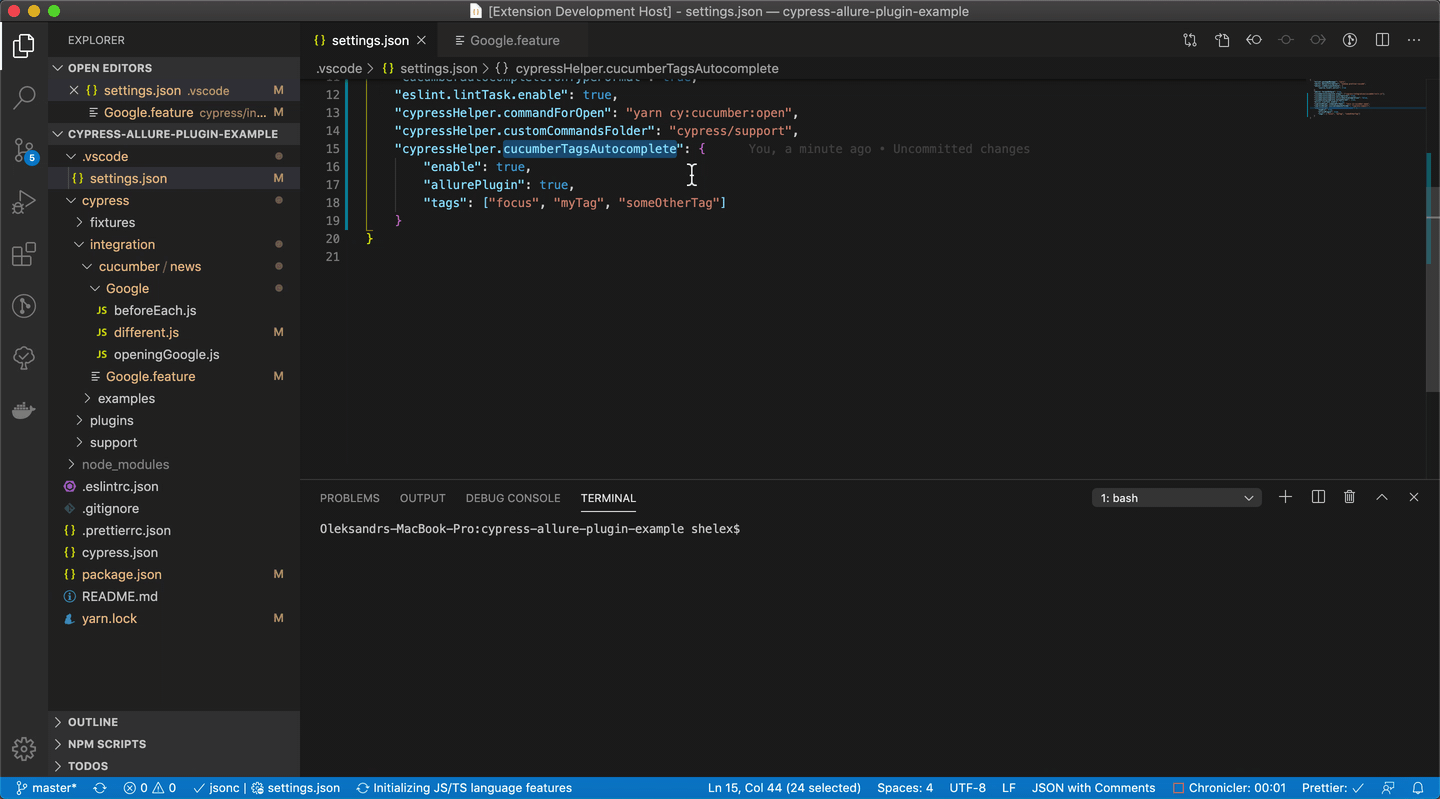 [Extension Development Host] - settings.json — cypress-allure-plugin-example
EXPLORER
OPEN EDITORS
settings.json .vscode M
Google.feature cypress/in... M
CYPRESS-ALLURE-PLUGIN-EXAMPLE
.vscode
{} settings.json M
cypress
fixtures
integration
cucumber / news
Google
JS beforeEach.js
JS different.js M
JS openingGoogle.js
Google.feature M
examples
plugins
support
node_modules
.eslintrc.json
.gitignore
{} .prettierrc.json
{} cypress.json
{} package.json M
README.md
yarn.lock M
OUTLINE
NPM SCRIPTS
TODOS
5
{} settings.json
Google.feature
.vscode > {} settings.json > {} cypressHelper.cucumberTagsAutocomplete
12 "eslint.lintTask.enable": true,
13 "cypressHelper.commandForOpen": "yarn cy:cucumber:open",
14 "cypressHelper.customCommandsFolder": "cypress/support",
15 "cypressHelper.cucumberTagsAutocomplete": { You, a minute ago • Uncommitted changes
16 "enable": true,
17 "allurePlugin": true,
18 "tags": ["focus", "myTag", "someOtherTag"]
19 }
20 }
21
PROBLEMS OUTPUT DEBUG CONSOLE TERMINAL 1: bash
Oleksandrs-MacBook-Pro:cypress-allure-plugin-example shelex$
master* 0 0 jsonc | settings.json Initializing JS/TS language features Ln 15, Col 44 (24 selected) Spaces: 4 UTF-8 LF JSON with Comments Chronicler: 00:01 Prettier: